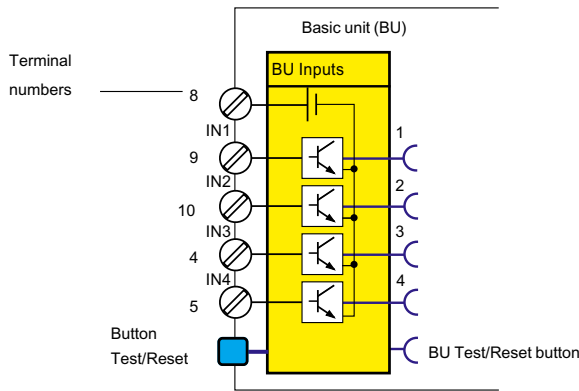 Basic unit (BU)
Terminal
numbers
BU Inputs
8
IN1
1
9
IN2
2
10
IN3
3
4
IN4
4
5
Button
Test/Reset
BU Test/Reset button